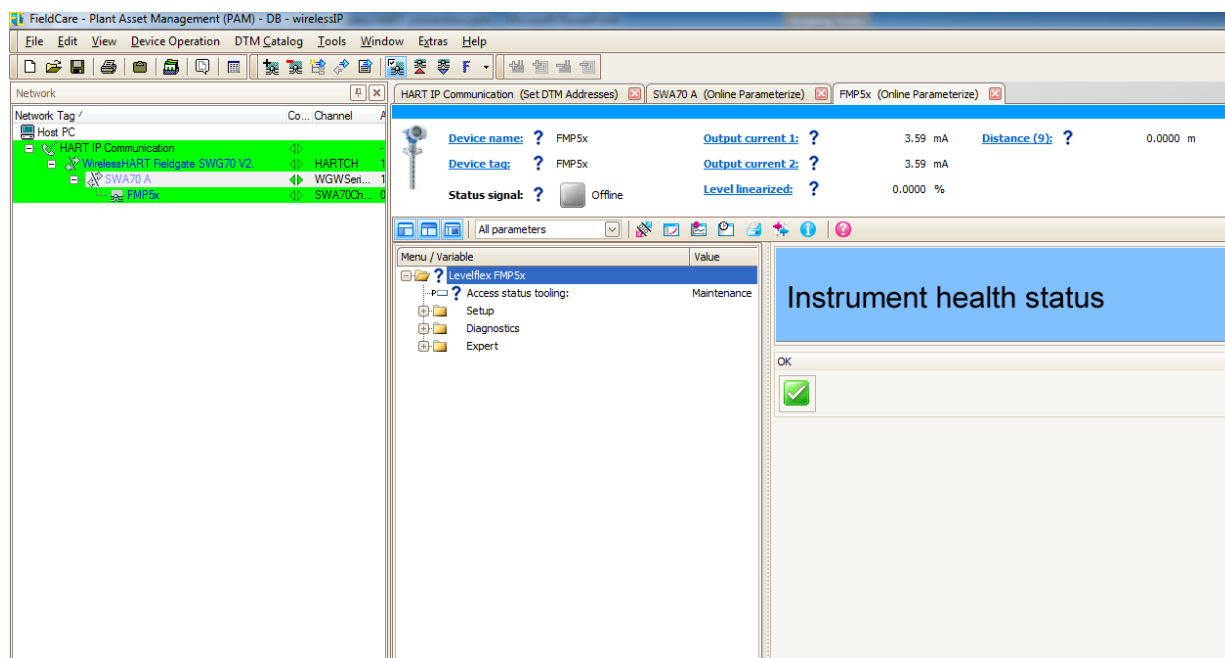 FieldCare - Plant Asset Management (PAM) - DB - wirelessIP
File Edit View Device Operation DTM Catalog Tools Window Extras Help
F
Network
HART IP Communication (Set DTM Addresses) SWA70 A (Online Parameterize) FMP5x (Online Parameterize)
Network Tag / Co... Channel A
Host PC
HART IP Communication -
WirelessHART Fieldgate SWG70 V2. HARTCH 1
SWA70 A WGWSeri... 1
FMP5x SWA70Ch... 0
Device name: ? FMP5x Output current 1: ? 3.59 mA Distance (9): ? 0.0000 m
Device tag: ? FMP5x Output current 2: ? 3.59 mA
Status signal: ? Offline Level linearized: ? 0.0000 %
All parameters
Menu / Variable Value
? Levelflex FMP5x
P ? Access status tooling: Maintenance
Setup
Diagnostics
Expert
Instrument health status
OK